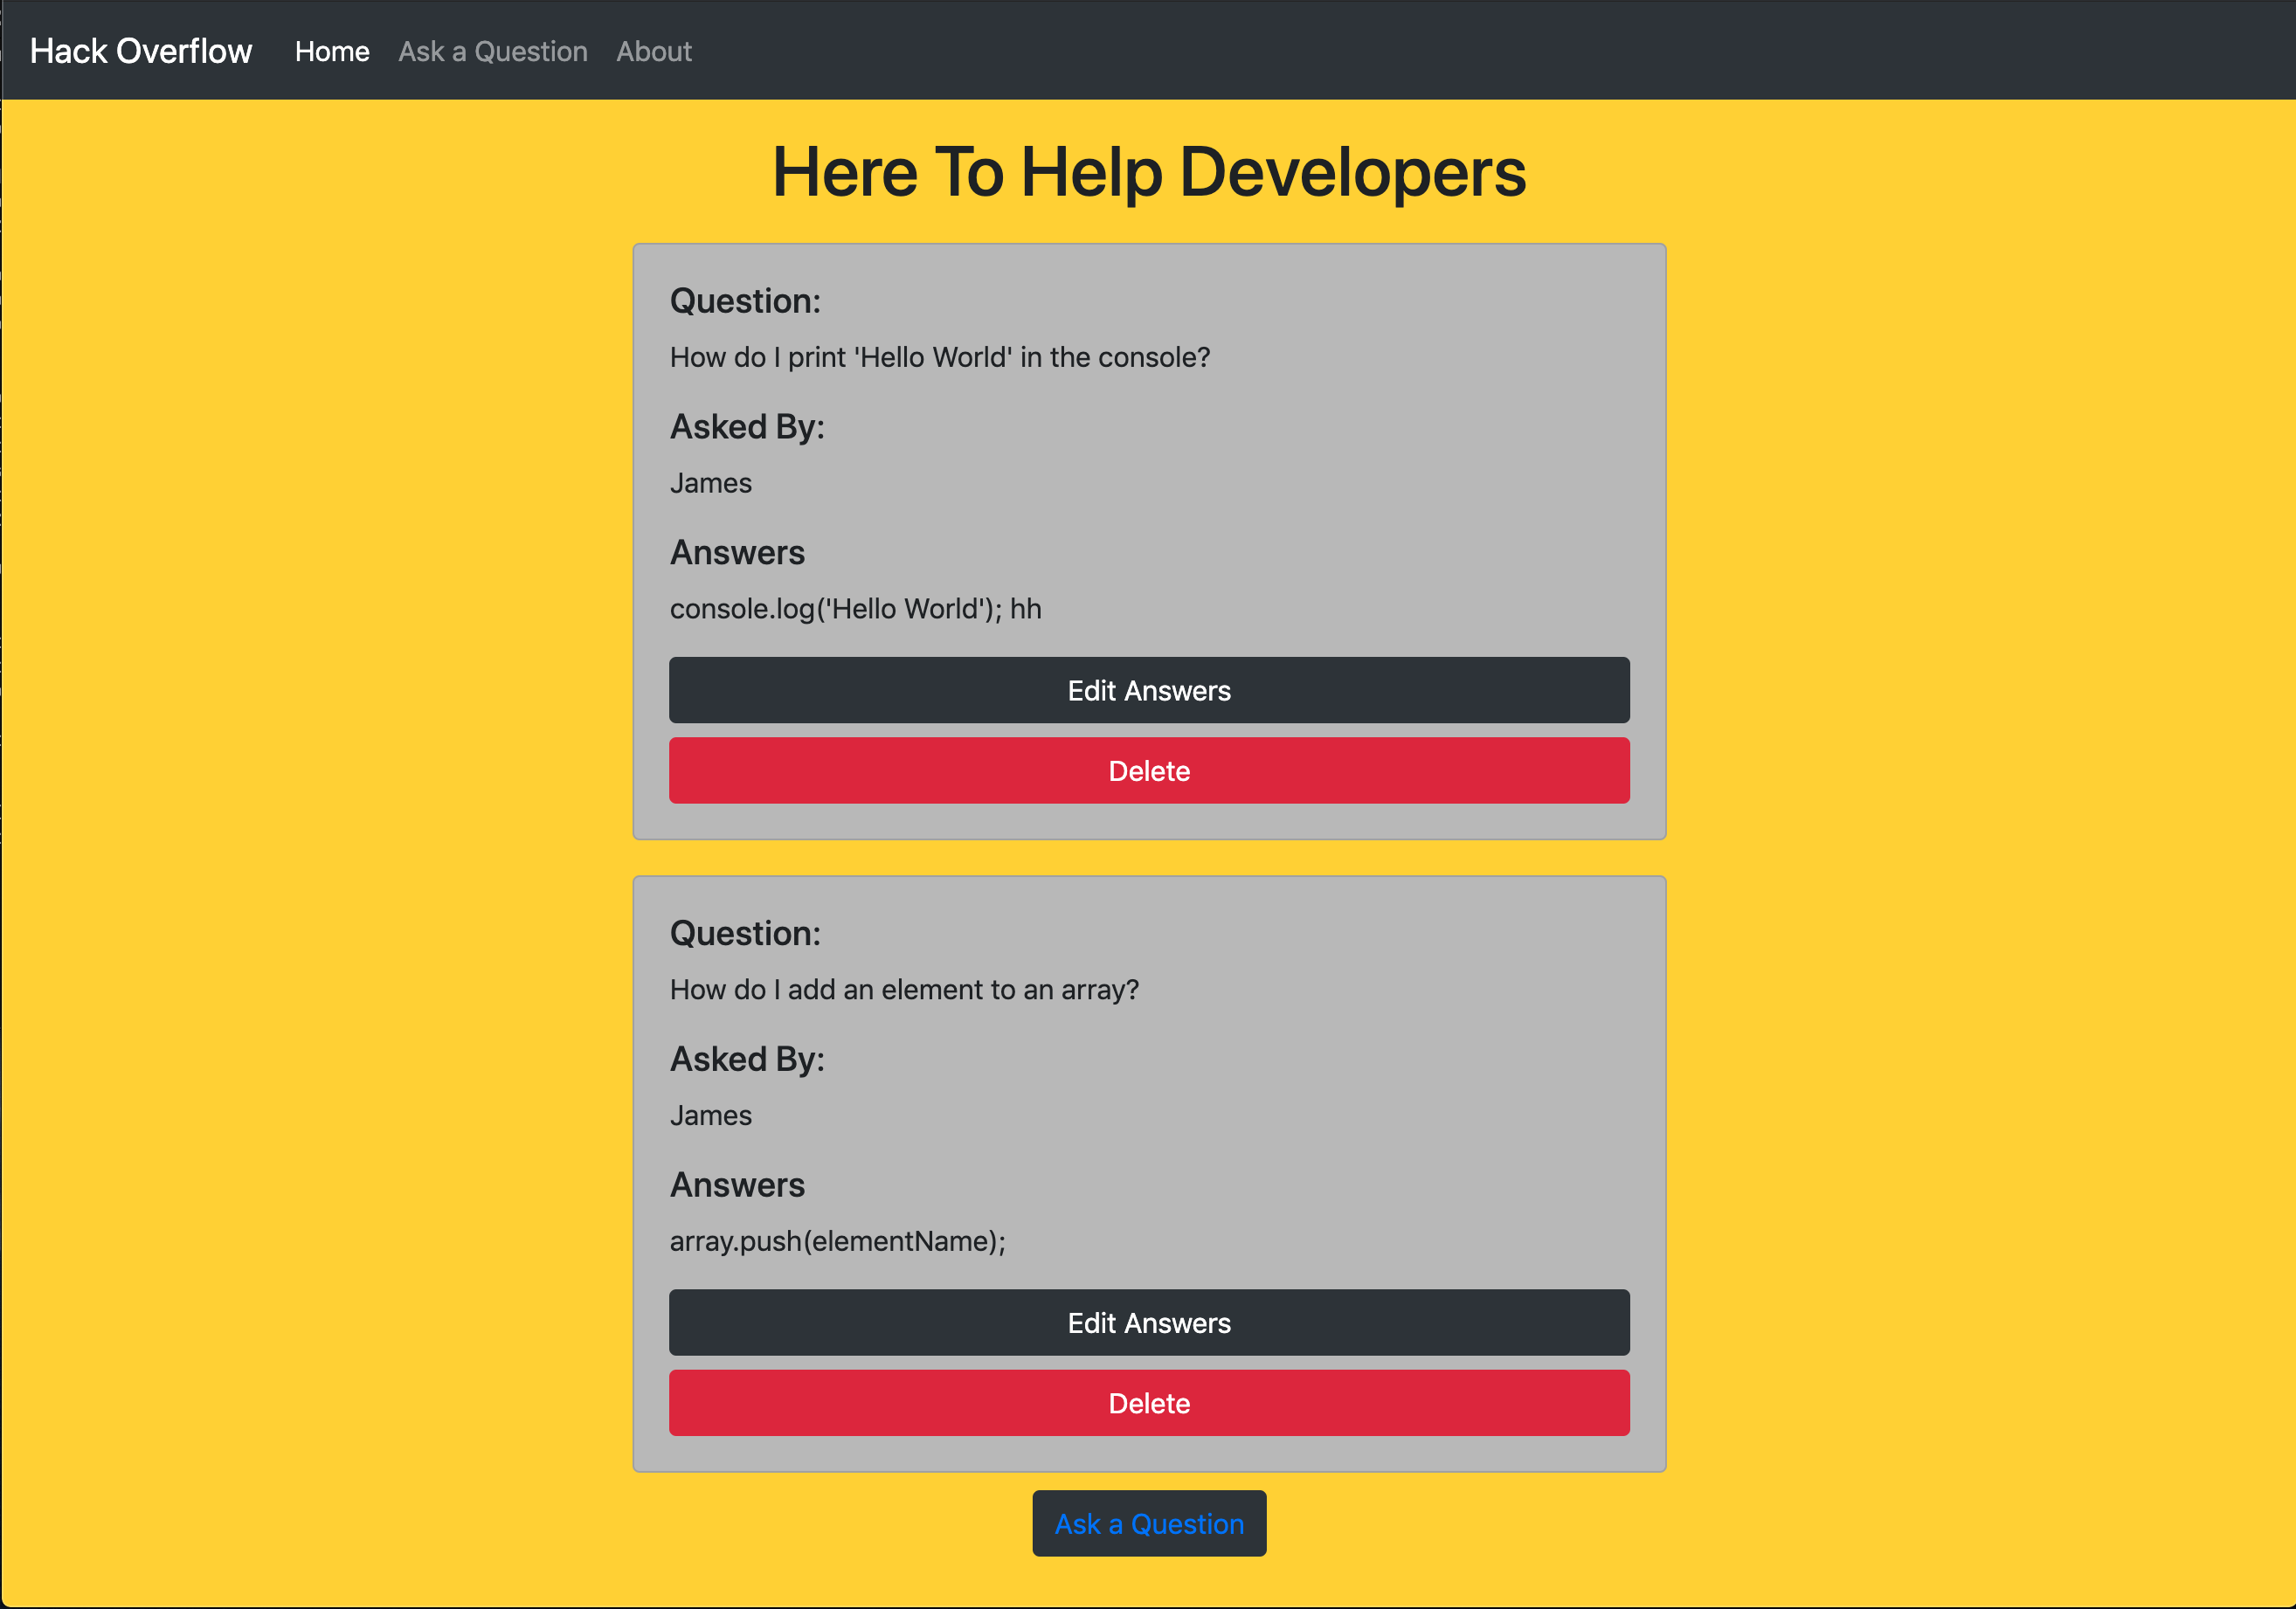 Hack Overflow Home Ask a Question About
Here To Help Developers
Question:
How do I print 'Hello World' in the console?
Asked By:
James
Answers
console.log('Hello World'); hh
Edit Answers
Delete
Question:
How do I add an element to an array?
Asked By:
James
Answers
array.push(elementName);
Edit Answers
Delete
Ask a Question